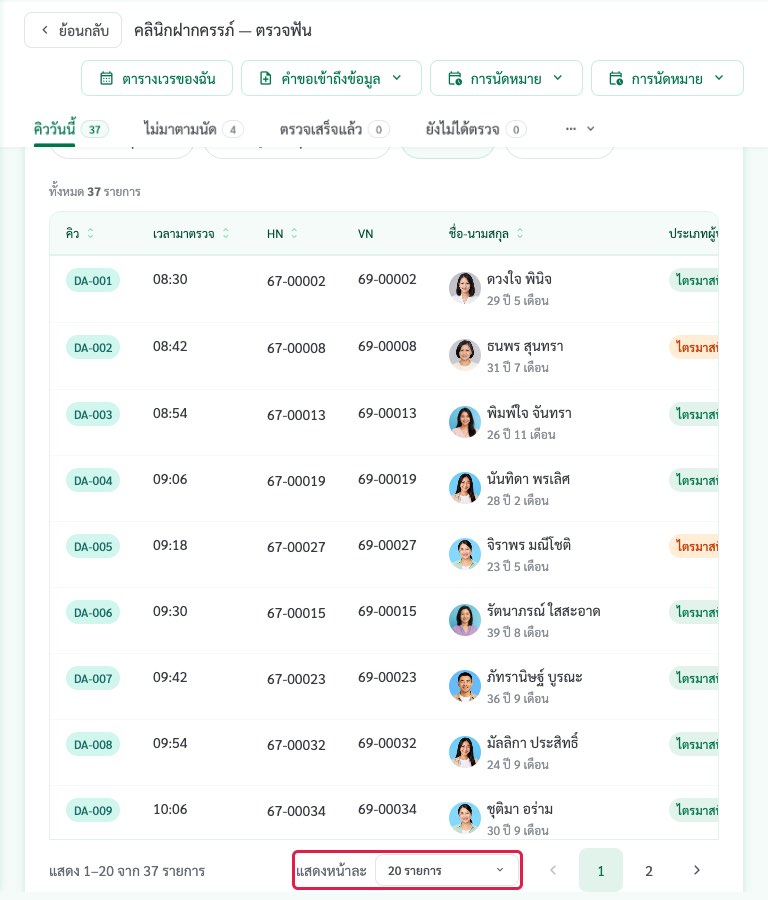 ย้อนกลับ คลินิกฝากครรภ์ — ตรวจฟัน
ตารางเวรของฉัน คำขอเข้าถึงข้อมูล การนัดหมาย การนัดหมาย
คิววันนี้ 37 ไม่มาตามนัด 4 ตรวจเสร็จแล้ว 0 ยังไม่ได้ตรวจ 0 ...
ทั้งหมด 37 รายการ
คิว เวลามาตรวจ HN VN ชื่อ-นามสกุล
DA-001 08:30 67-00002 69-00002 ดวงใจ พินิจ
29 ปี 5 เดือน
DA-002 08:42 67-00008 69-00008 ธนพร สุนทรา
31 ปี 7 เดือน
DA-003 08:54 67-00013 69-00013 พิมพ์ใจ จันทรา
26 ปี 11 เดือน
DA-004 09:06 67-00019 69-00019 นันทิดา พรเลิศ
28 ปี 2 เดือน
DA-005 09:18 67-00027 69-00027 จิราพร มณีโชติ
23 ปี 5 เดือน
DA-006 09:30 67-00015 69-00015 รัตนาภรณ์ ใสสะอาด
39 ปี 8 เดือน
DA-007 09:42 67-00023 69-00023 ภัทรานิษฐ์ บูรณะ
36 ปี 9 เดือน
DA-008 09:54 67-00032 69-00032 มัลลิกา ประสิทธิ์
24 ปี 9 เดือน
DA-009 10:06 67-00034 69-00034 ชุติมา อร่าม
30 ปี 9 เดือน
แสดง 1–20 จาก 37 รายการ แสดงหน้าละ 20 รายการ 1 2